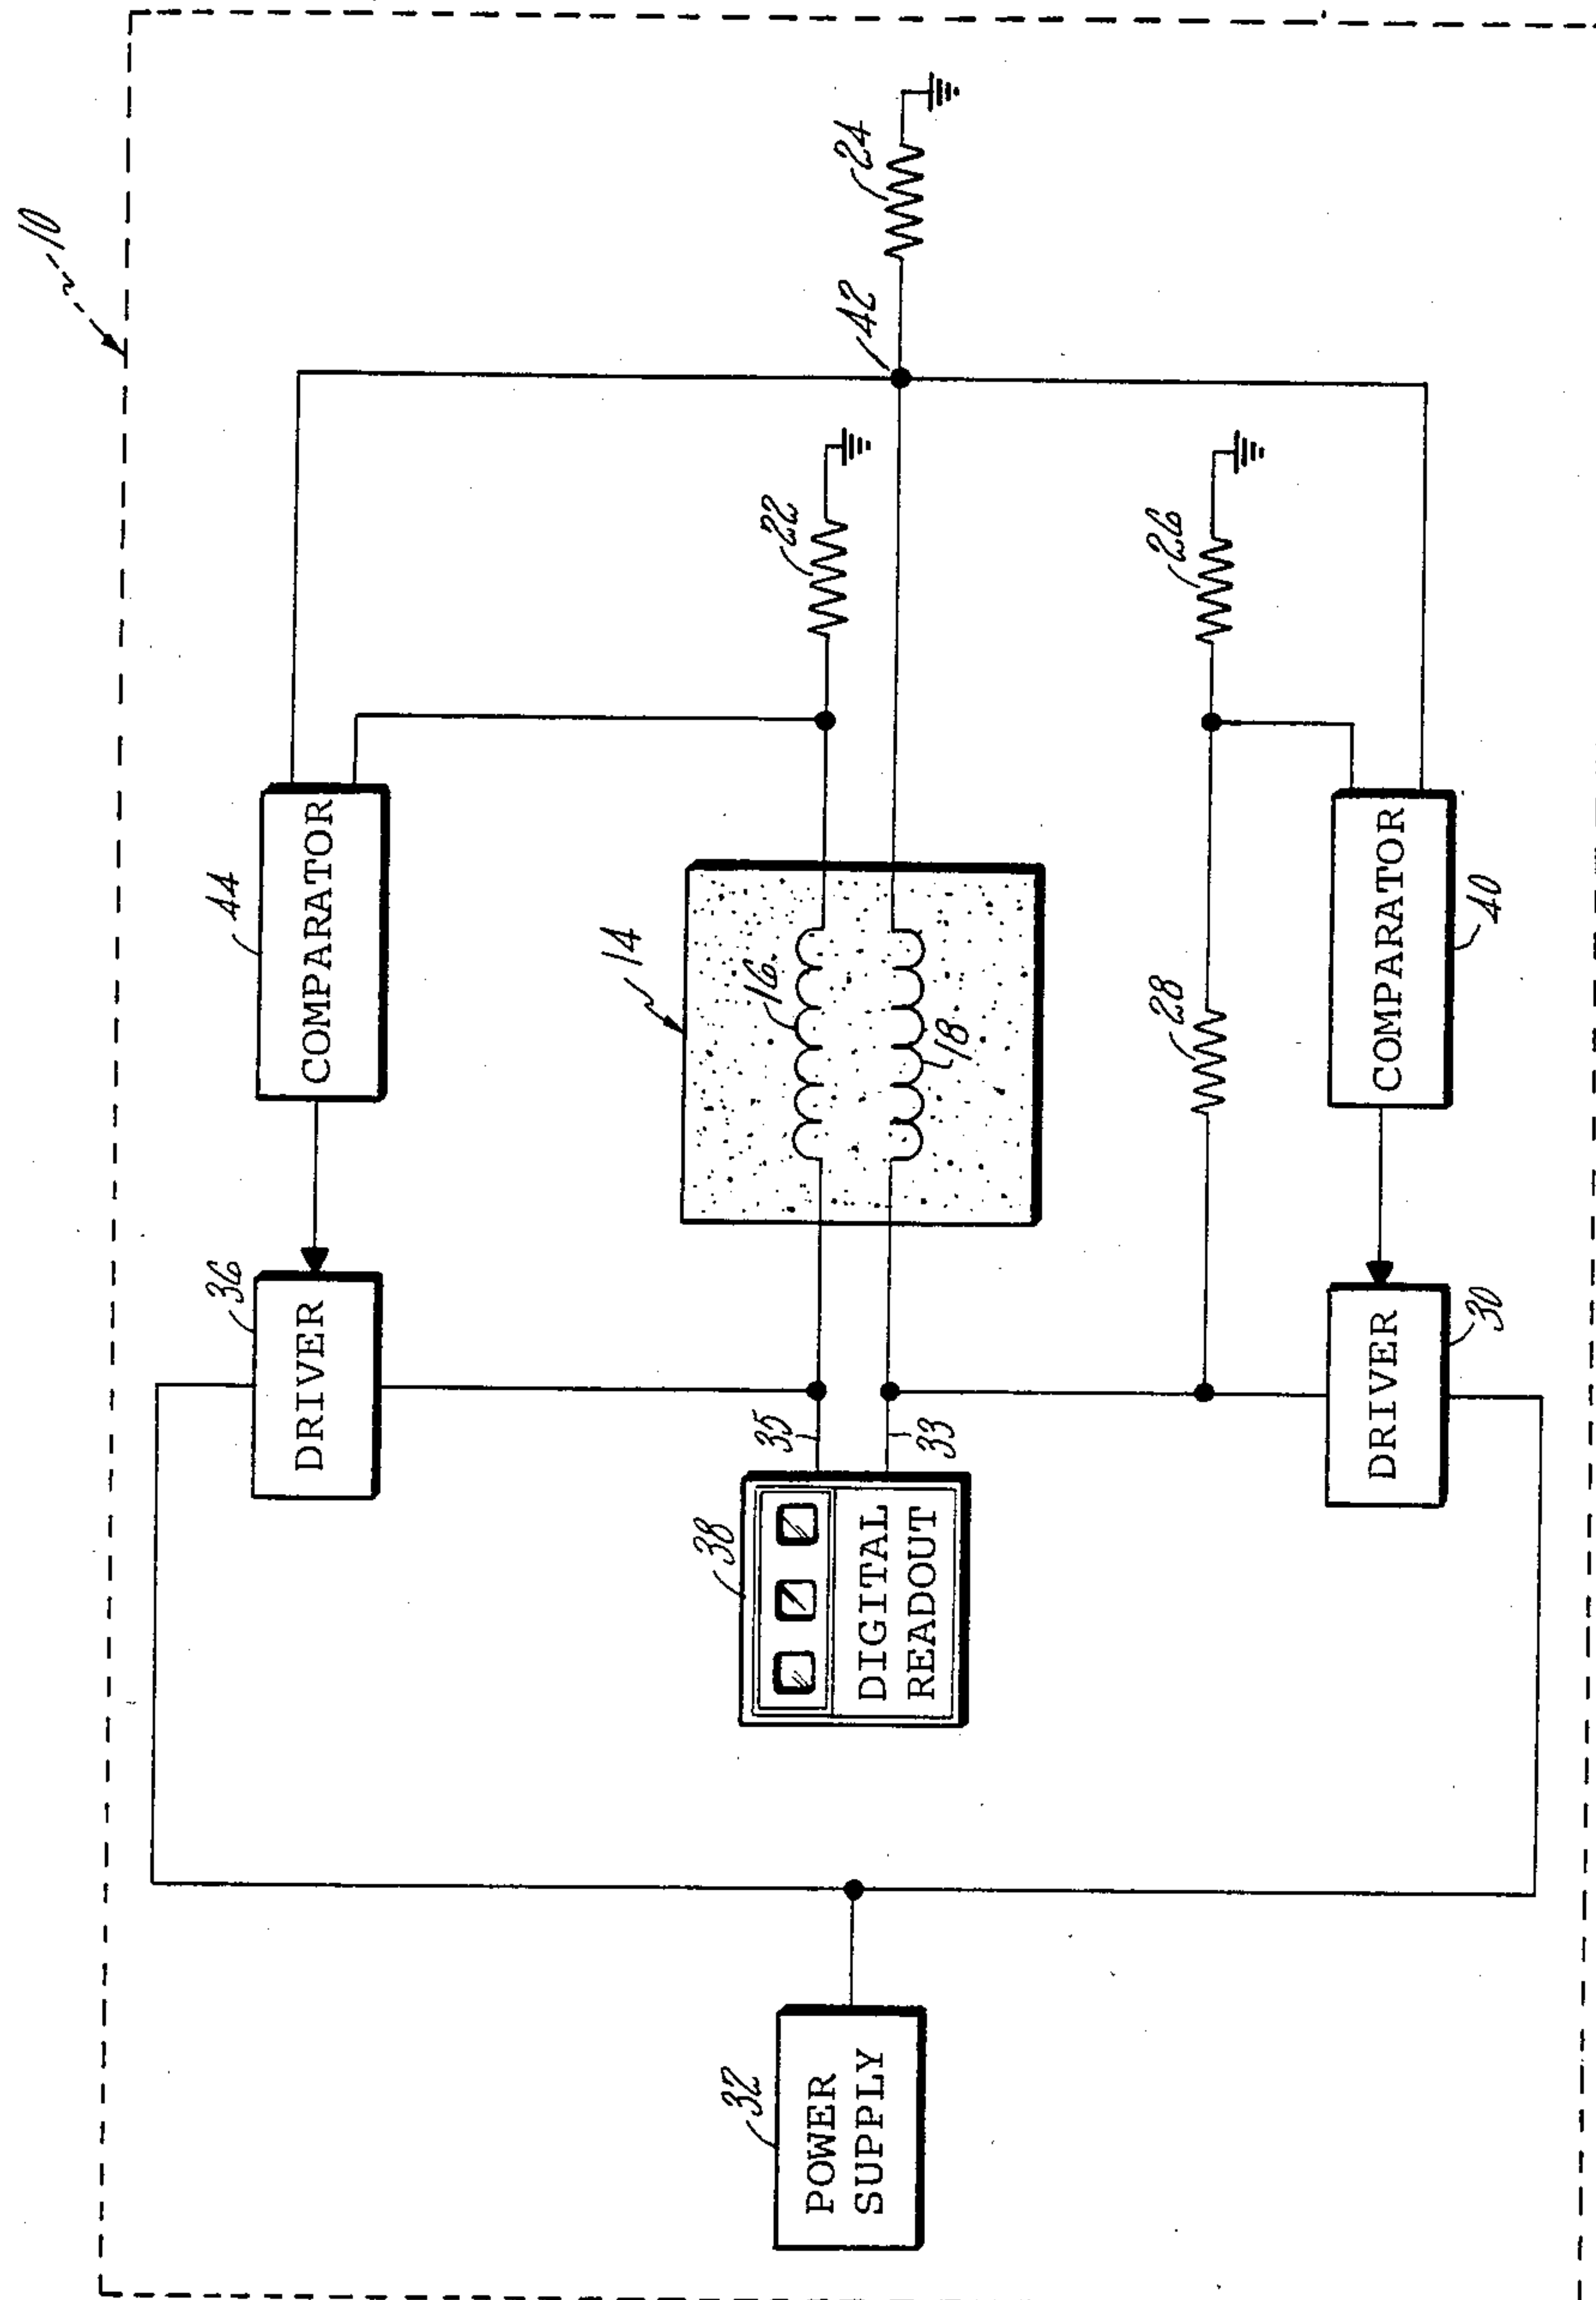 10
44
COMPARATOR
36
DRIVER
42
24
22
14
16
18
35
33
38
DIGITAL
READOUT
32
POWER
SUPPLY
28
26
COMPARATOR
40
DRIVER
30